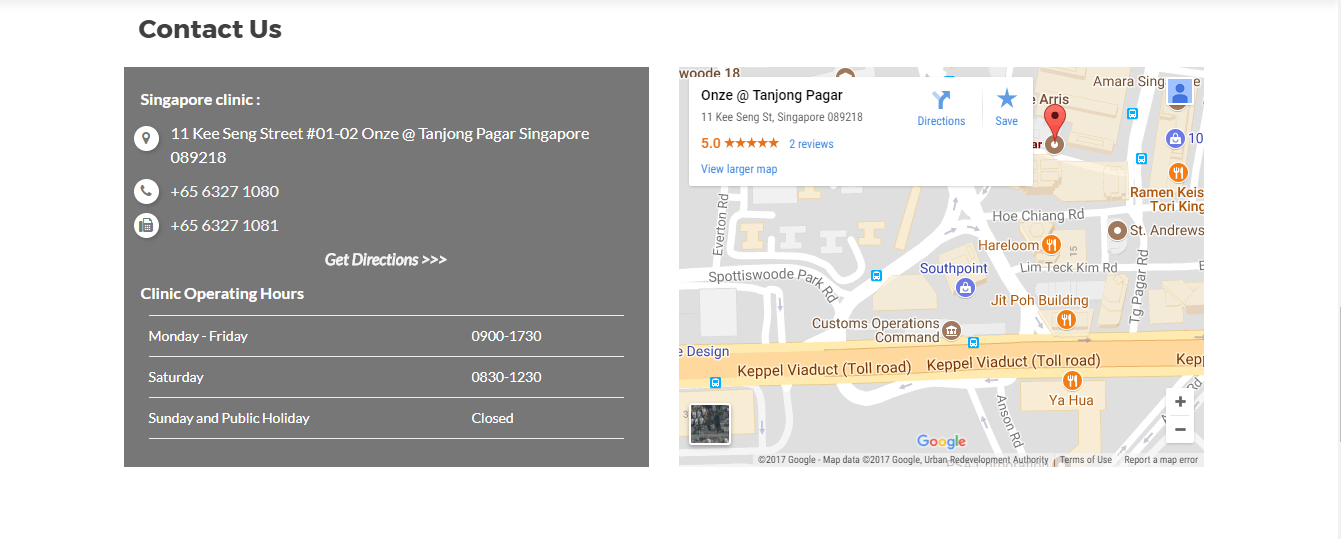 Contact Us
Singapore clinic :
11 Kee Seng Street #01-02 Onze @ Tanjong Pagar Singapore
089218
+65 6327 1080
+65 6327 1081
Get Directions >>>
Clinic Operating Hours
Monday - Friday 0900-1730
Saturday 0830-1230
Sunday and Public Holiday Closed
woode 18
Onze @ Tanjong Pagar
11 Kee Seng St, Singapore 089218
5.0 ★★★★★ 2 reviews
View larger map
Directions
Save
Amara Sing
e Arris
ar
10
Ramen Keis
Tori King
Everton Rd
Hoe Chiang Rd
St. Andrews
Hareloom
15
Southpoint
Lim Teck Kim Rd
Spottiswoode Park Rd
Tg Pagar Rd
Jit Poh Building
Customs Operations
Command
e Design
Keppel Viaduct (Toll road)
Keppel Viaduct (Toll road)
Kepp
Ya Hua
Anson Rd
Rd
+
−
Google
©2017 Google - Map data ©2017 Google, Urban Redevelopment Authority Terms of Use Report a map error